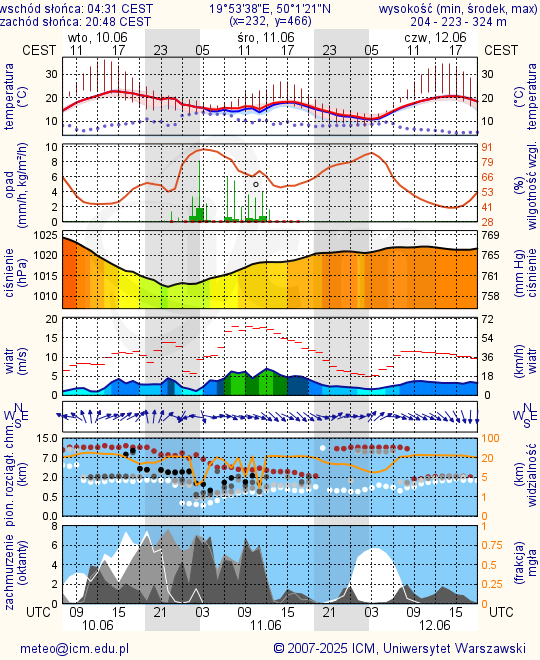 wschód słońca: 04:31 CEST 19°53'38"E, 50°1'21"N wysokość (min, środek, max)
zachód słońca: 20:48 CEST (x=232, y=466) 204 - 223 - 324 m
wto, 10.06 śro, 11.06 czw, 12.06
CEST 11 17 23 05 11 17 23 05 11 17 CEST
temperatura (°C) 30 20 10 30 20 10 (°C) temperatura
opad (mm/h, kg/m²/h) 10 8 6 4 2 0 91 79 66 53 41 28 (%) wilgotność wzgl.
ciśnienie (hPa) 1025 1020 1015 1010 769 765 761 758 (mm Hg) ciśnienie
wiatr (m/s) 20 15 10 5 0 72 54 36 18 0 (km/h) wiatr
N W E S N W E S
pion. rozciągł. chm. (km) 15.0 7.0 2.0 0.5 0.0 100 20 5 1 0 (km) widzialność
zachmurzenie (oktanty) 8 6 4 2 0 1 0.75 0.5 0.25 0 (frakcja) mgła
UTC 09 15 21 03 09 15 21 03 09 15 UTC
10.06 11.06 12.06
meteo@icm.edu.pl © 2007-2025 ICM, Uniwersytet Warszawski